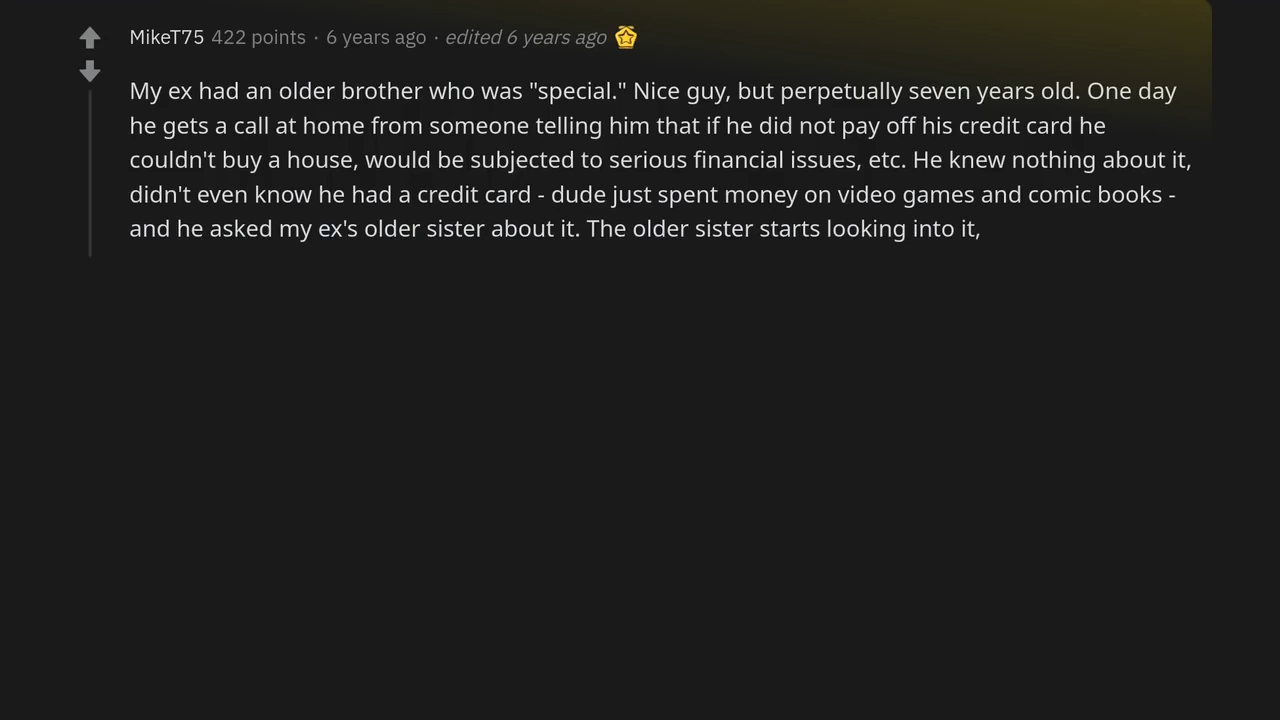 MikeT75 422 points · 6 years ago · edited 6 years ago
My ex had an older brother who was "special." Nice guy, but perpetually seven years old. One day
he gets a call at home from someone telling him that if he did not pay off his credit card he
couldn't buy a house, would be subjected to serious financial issues, etc. He knew nothing about it,
didn't even know he had a credit card - dude just spent money on video games and comic books -
and he asked my ex's older sister about it. The older sister starts looking into it,